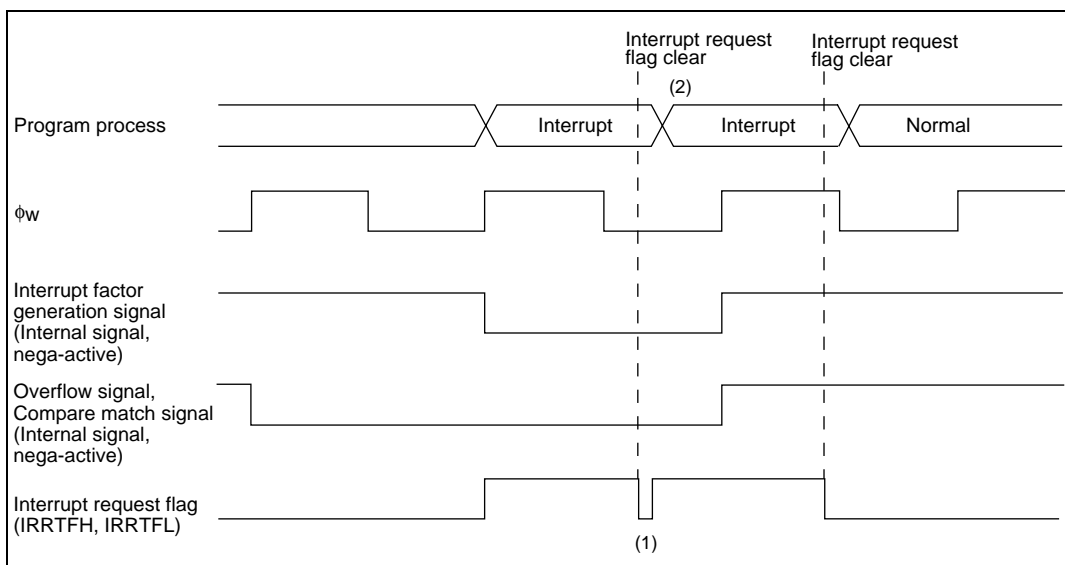 Interrupt request
flag clear
Interrupt request
flag clear
(2)
Program process
Interrupt
Interrupt
Normal
ϕw
Interrupt factor
generation signal
(Internal signal,
nega-active)
Overflow signal,
Compare match signal
(Internal signal,
nega-active)
Interrupt request flag
(IRRTFH, IRRTFL)
(1)